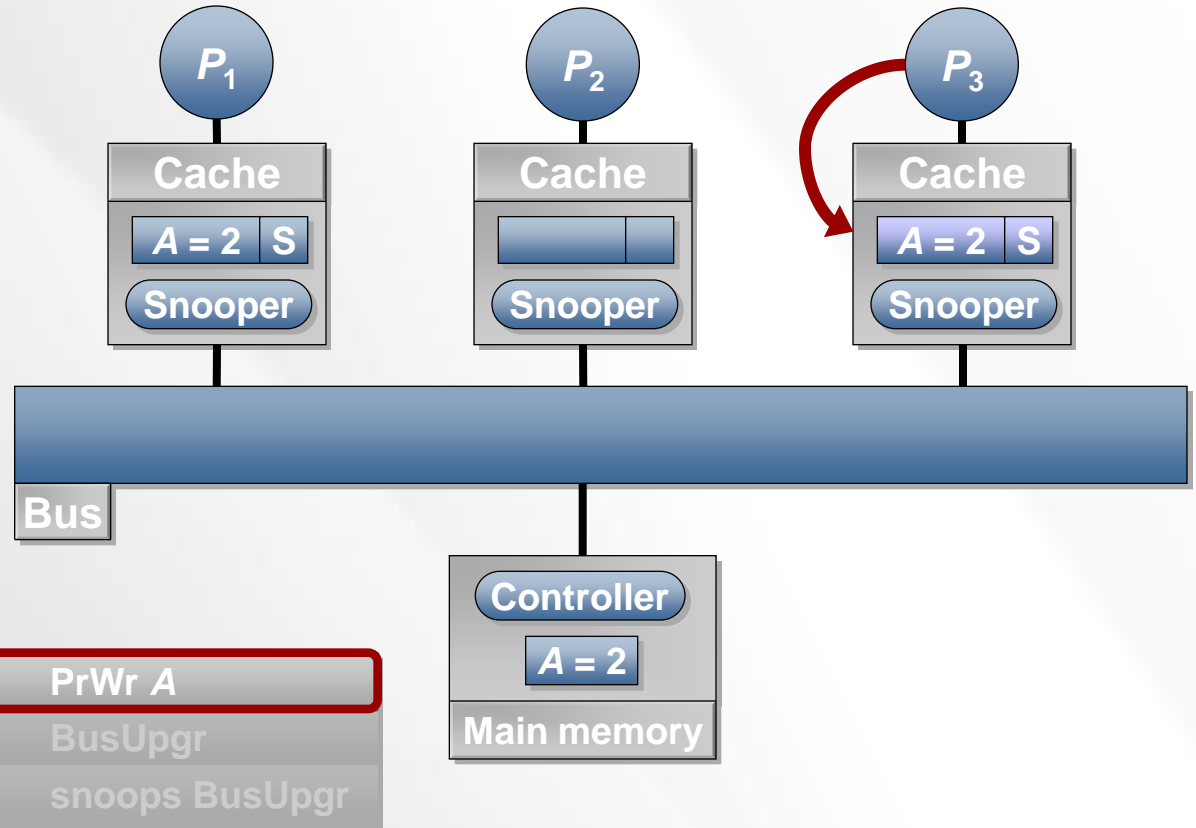 P1
P2
P3
Cache
Cache
Cache
A = 2 S
A = 2 S
Snooper
Snooper
Snooper
Bus
Controller
A = 2
Main memory
PrWr A
BusUpgr
snoops BusUpgr